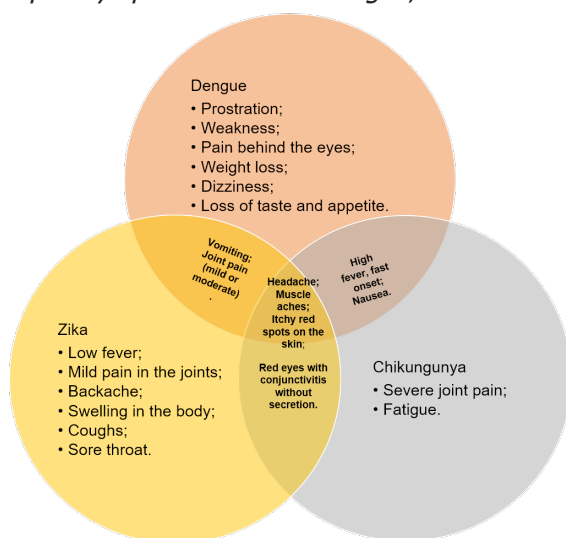 Dengue
• Prostration;
• Weakness;
• Pain behind the eyes;
• Weight loss;
• Dizziness;
• Loss of taste and appetite.
Vomiting;
Joint pain
(mild or
moderate)
.
High
fever, fast
onset;
Nausea.
Headache;
Muscle
aches;
Itchy red
spots on the
skin;
Red eyes with
conjunctivitis
without
secretion.
Zika
• Low fever;
• Mild pain in the joints;
• Backache;
• Swelling in the body;
• Coughs;
• Sore throat.
Chikungunya
• Severe joint pain;
• Fatigue.